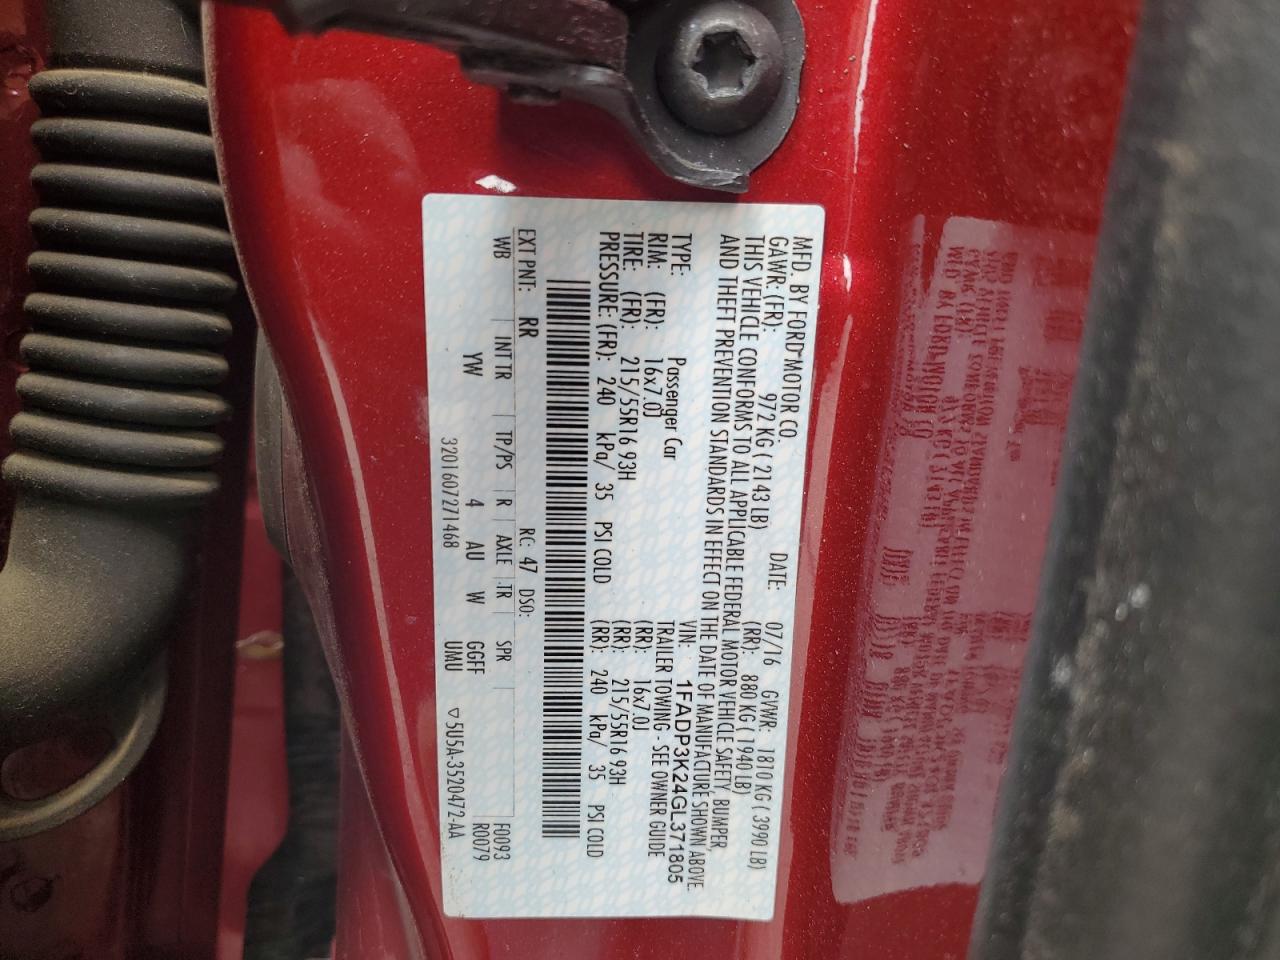 MFD. BY FORD MOTOR CO.
DATE: 07/16 GVWR: 1810 KG ( 3990 LB)
GAWR: (FR): 972 KG ( 2143 LB) (RR): 880 KG ( 1940 LB)
THIS VEHICLE CONFORMS TO ALL APPLICABLE FEDERAL MOTOR VEHICLE SAFETY, BUMPER,
AND THEFT PREVENTION STANDARDS IN EFFECT ON THE DATE OF MANUFACTURE SHOWN ABOVE.
VIN: 1FADP3K24GL371805
TYPE: Passenger Car TRAILER TOWING - SEE OWNER GUIDE
RIM: (FR): 16x7.0J (RR): 16x7.0J
TIRE: (FR): 215/55R16 93H (RR): 215/55R16 93H
PRESSURE: (FR): 240 kPa/ 35 PSI COLD (RR): 240 kPa/ 35 PSI COLD
EXT PNT: RR RC: 47 DSO: F0093
WB INT TR TP/PS R AXLE TR SPR R0079
YW 4 AU W GGFF
3201607271468 UMU ▽5U5A-3520472-AA